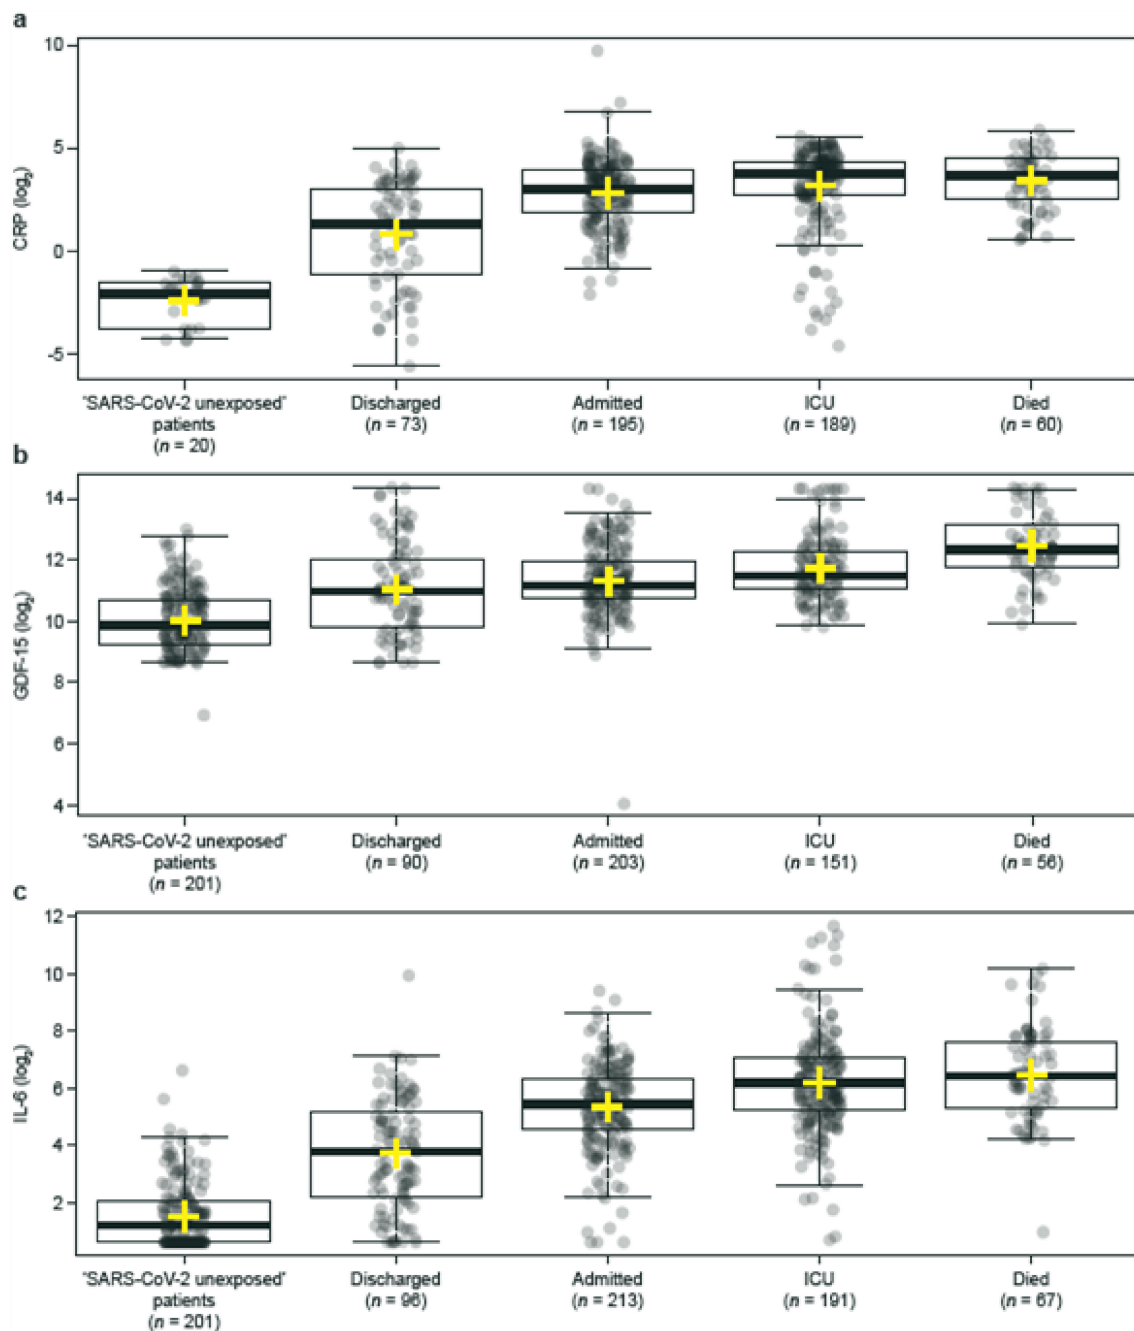 a
10
5
0
-5
CRP (log₂)
"SARS-CoV-2 unexposed"
patients
(n = 20)
Discharged
(n = 73)
Admitted
(n = 195)
ICU
(n = 189)
Died
(n = 60)
b
14
12
10
8
6
4
GDF-15 (log₂)
"SARS-CoV-2 unexposed"
patients
(n = 201)
Discharged
(n = 90)
Admitted
(n = 203)
ICU
(n = 151)
Died
(n = 56)
c
12
10
8
6
4
2
IL-6 (log₂)
"SARS-CoV-2 unexposed"
patients
(n = 201)
Discharged
(n = 96)
Admitted
(n = 213)
ICU
(n = 191)
Died
(n = 67)